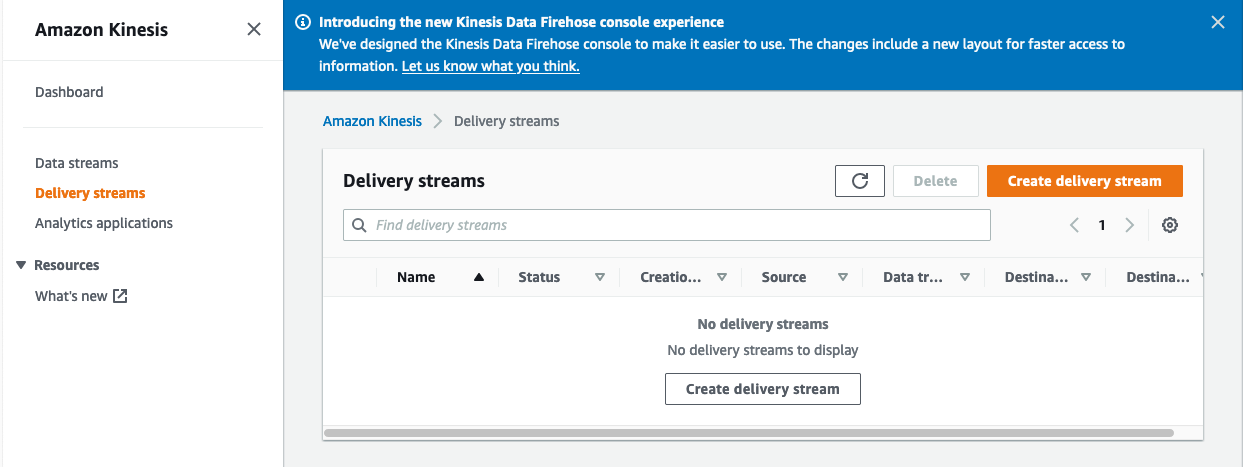 Amazon Kinesis
Dashboard
Data streams
Delivery streams
Analytics applications
Resources
What's new
Introducing the new Kinesis Data Firehose console experience
We've designed the Kinesis Data Firehose console to make it easier to use. The changes include a new layout for faster access to
information. Let us know what you think.
Amazon Kinesis Delivery streams
Delivery streams Delete Create delivery stream
Find delivery streams 1
Name Status Creatio... Source Data tr... Destina... Destina...
No delivery streams
No delivery streams to display
Create delivery stream